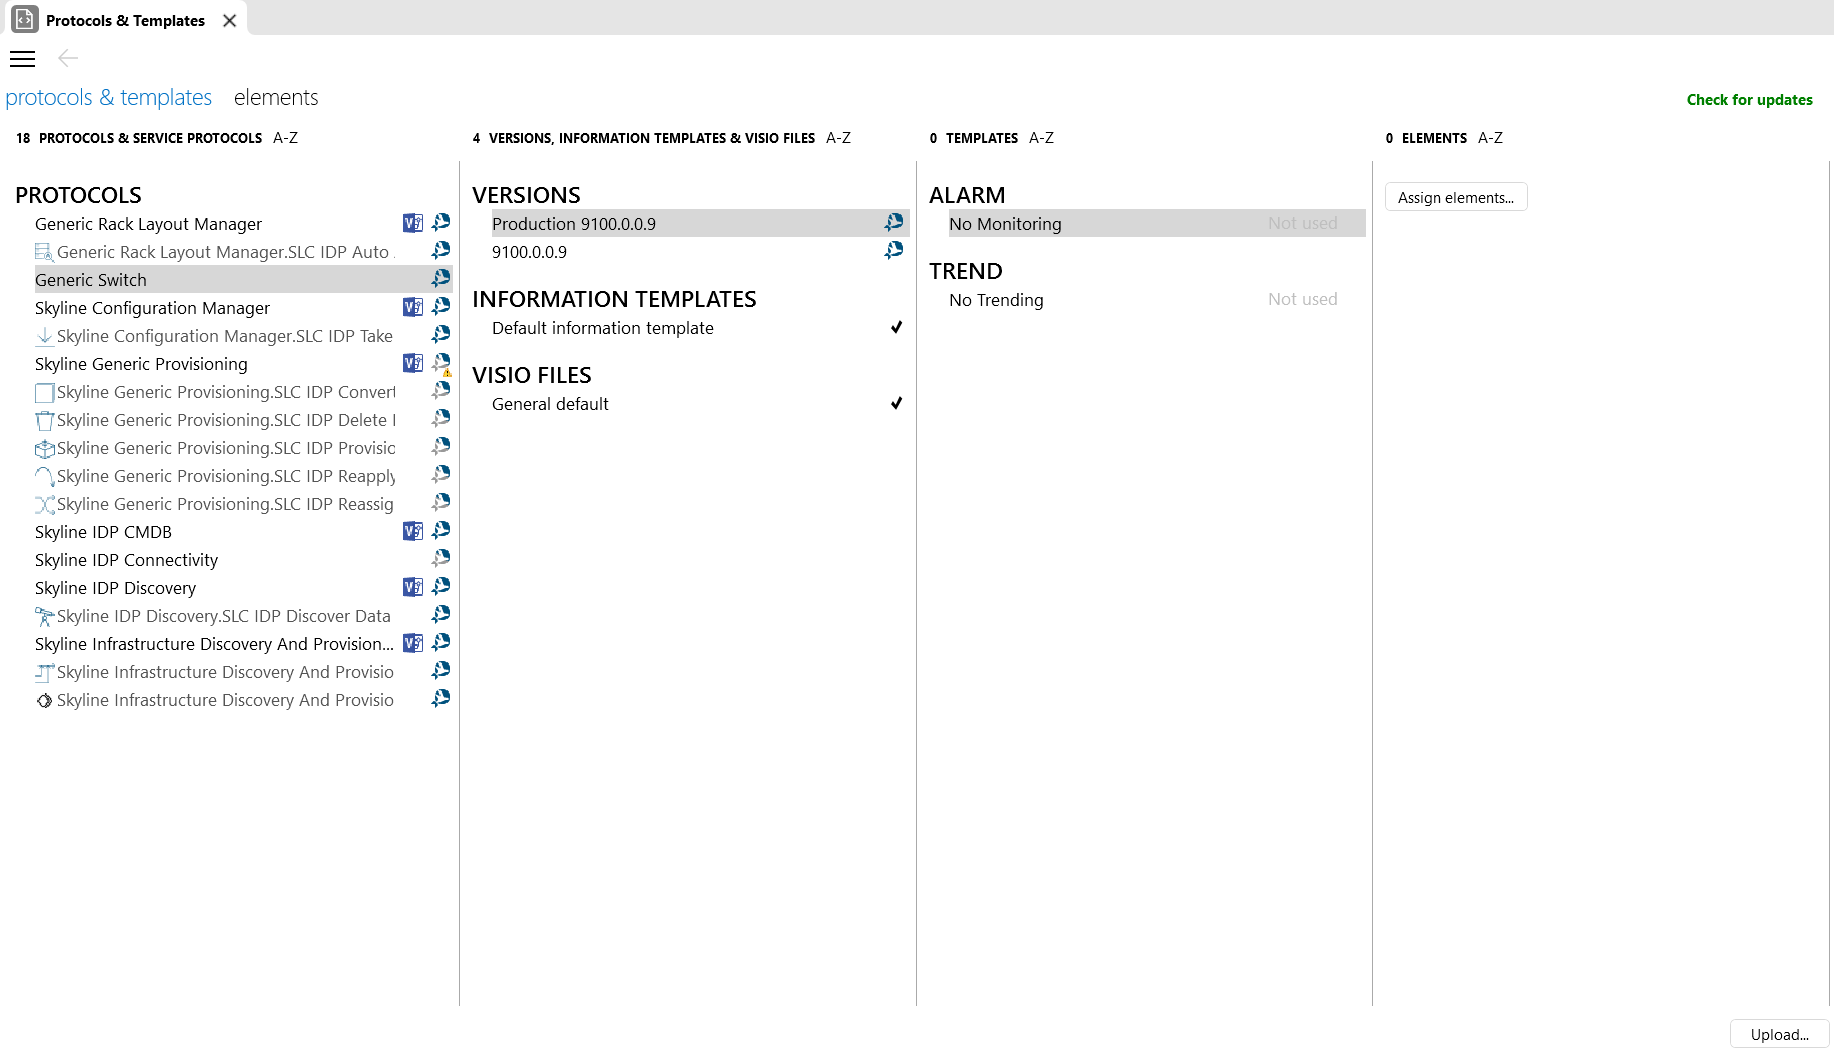 Protocols & Templates
protocols & templates elements
Check for updates
18 PROTOCOLS & SERVICE PROTOCOLS A-Z
PROTOCOLS
Generic Rack Layout Manager
Generic Rack Layout Manager.SLC IDP Auto
Generic Switch
Skyline Configuration Manager
Skyline Configuration Manager.SLC IDP Take
Skyline Generic Provisioning
Skyline Generic Provisioning.SLC IDP Convert
Skyline Generic Provisioning.SLC IDP Delete
Skyline Generic Provisioning.SLC IDP Provisio
Skyline Generic Provisioning.SLC IDP Reapply
Skyline Generic Provisioning.SLC IDP Reassig
Skyline IDP CMDB
Skyline IDP Connectivity
Skyline IDP Discovery
Skyline IDP Discovery.SLC IDP Discover Data
Skyline Infrastructure Discovery And Provision...
Skyline Infrastructure Discovery And Provisio
Skyline Infrastructure Discovery And Provisio
4 VERSIONS, INFORMATION TEMPLATES & VISIO FILES A-Z
VERSIONS
Production 9100.0.0.9
9100.0.0.9
INFORMATION TEMPLATES
Default information template
VISIO FILES
General default
0 TEMPLATES A-Z
ALARM
No Monitoring Not used
TREND
No Trending Not used
0 ELEMENTS A-Z
Assign elements...
Upload...